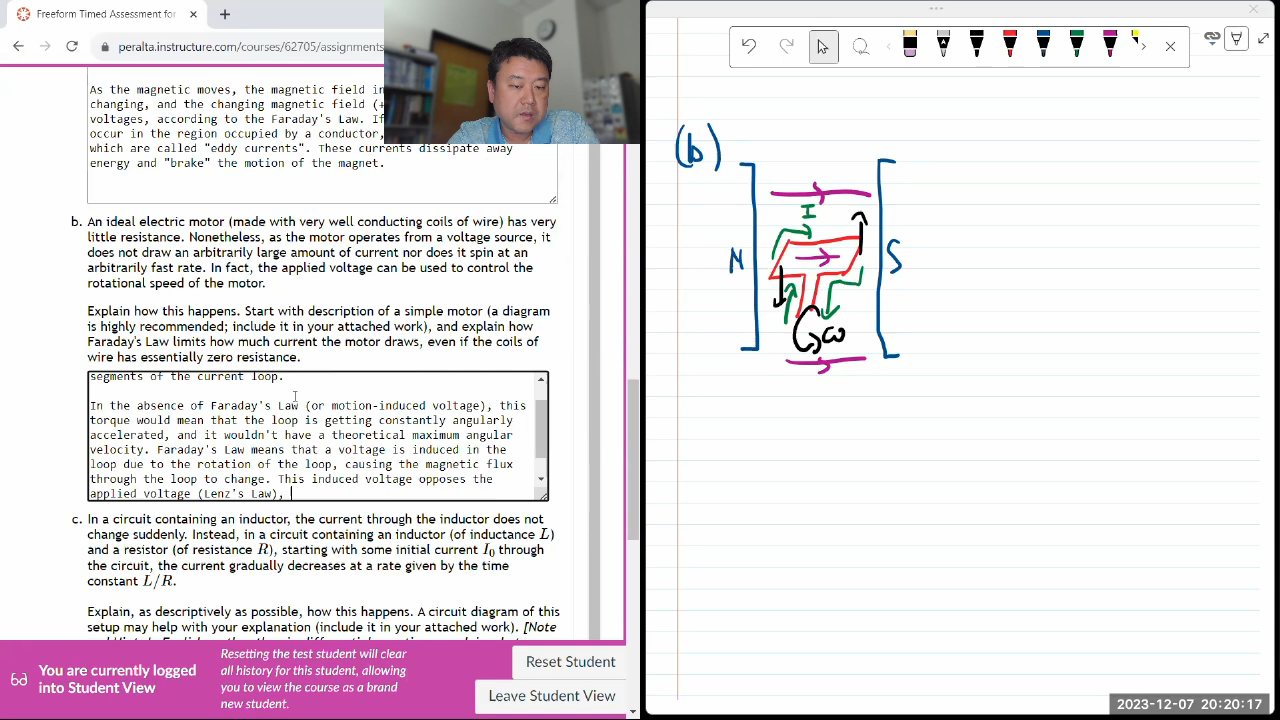 Freeform Timed Assessment for
peralta.instructure.com/courses/62705/assignments
As the magnetic moves, the magnetic field in
changing, and the changing magnetic field (+
voltages, according to the Faraday's Law. If
occur in the region occupied by a conductor,
which are called "eddy currents". These currents dissipate away
energy and "brake" the motion of the magnet.
b. An ideal electric motor (made with very well conducting coils of wire) has very
little resistance. Nonetheless, as the motor operates from a voltage source, it
does not draw an arbitrarily large amount of current nor does it spin at an
arbitrarily fast rate. In fact, the applied voltage can be used to control the
rotational speed of the motor.
Explain how this happens. Start with description of a simple motor (a diagram
is highly recommended; include it in your attached work), and explain how
Faraday's Law limits how much current the motor draws, even if the coils of
wire has essentially zero resistance.
segments of the current loop.
In the absence of Faraday's Law (or motion-induced voltage), this
torque would mean that the loop is getting constantly angularly
accelerated, and it wouldn't have a theoretical maximum angular
velocity. Faraday's Law means that a voltage is induced in the
loop due to the rotation of the loop, causing the magnetic flux
through the loop to change. This induced voltage opposes the
applied voltage (Lenz's Law),
c. In a circuit containing an inductor, the current through the inductor does not
change suddenly. Instead, in a circuit containing an inductor (of inductance L)
and a resistor (of resistance R), starting with some initial current I₀ through
the circuit, the current gradually decreases at a rate given by the time
constant L/R.
Explain, as descriptively as possible, how this happens. A circuit diagram of this
setup may help with your explanation (include it in your attached work). [Note
You are currently logged
into Student View
Resetting the test student will clear
all history for this student, allowing
you to view the course as a brand
new student.
Reset Student
Leave Student View
(b)
I
N
S
ω
2023-12-07 20:20:17